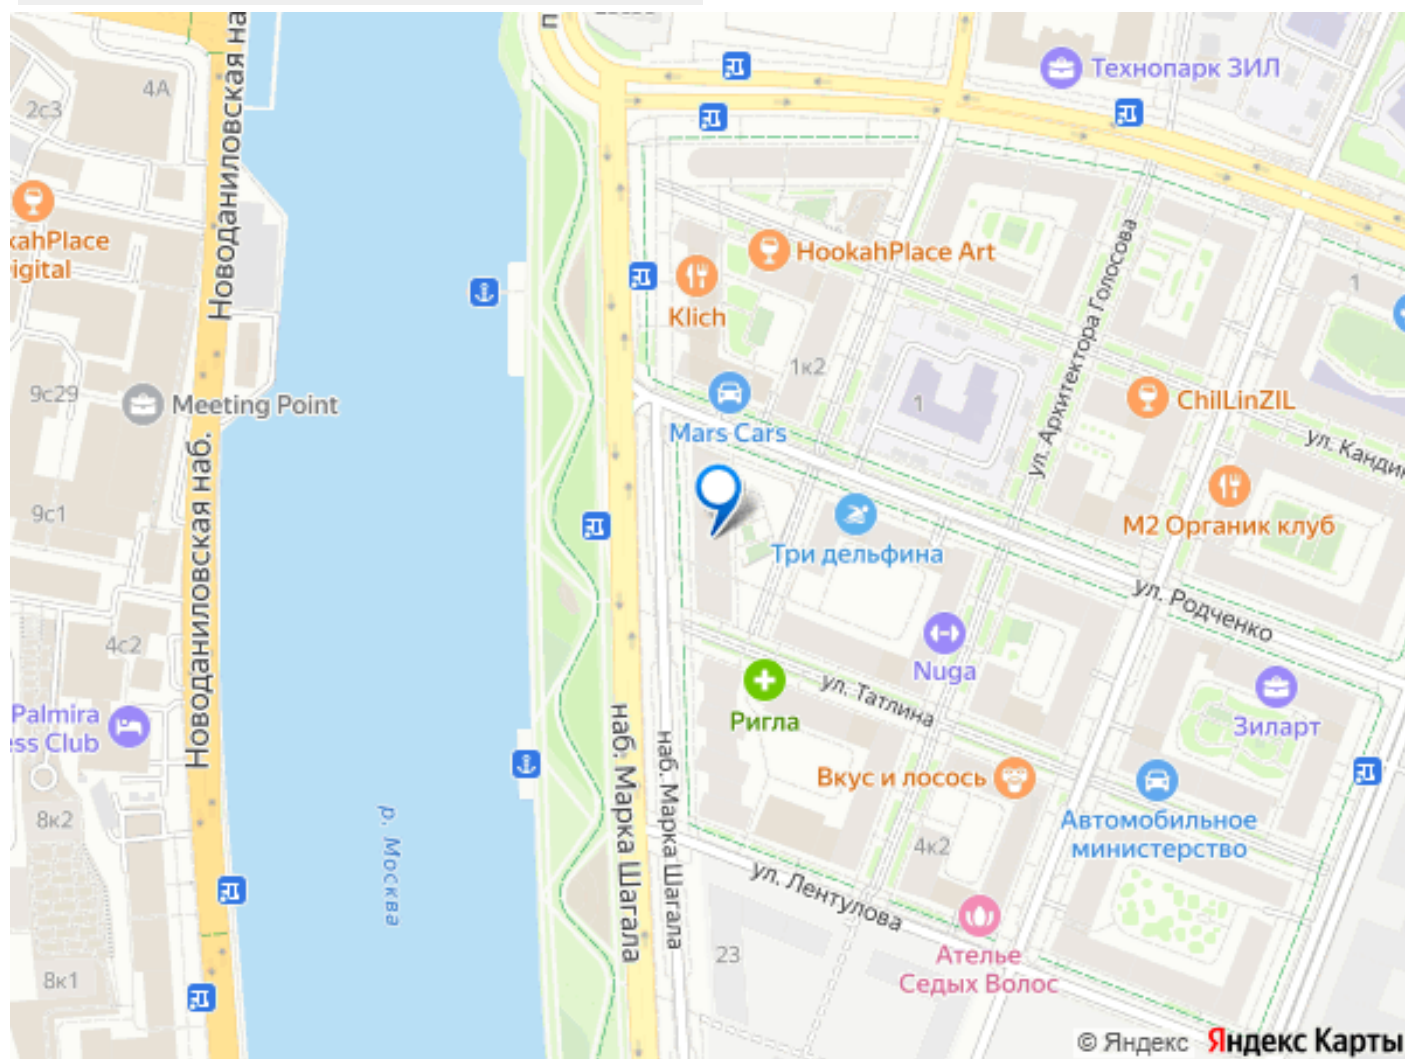 Новоданиловская на
4А
2с3
Технопарк ЗИЛ
kahPlace
igital
HookahPlace Art
Klich
ул. Архитектора Голосова
1
1к2
9с29
Meeting Point
Mars Cars
1
ChilLinZIL
ул. Кандин
Новоданиловская наб.
9с1
М2 Органик клуб
Три дельфина
ул. Родченко
4с2
Nuga
ул. Татлина
Palmira
ss Club
Ригла
Зиларт
наб. Марка Шагала
наб. Марка Шагала
Вкус и лосось
8к2
р. Москва
Автомобильное
министерство
4к2
ул. Лентулова
23
Ателье
Седых Волос
8к1
© Яндекс Яндекс Карты